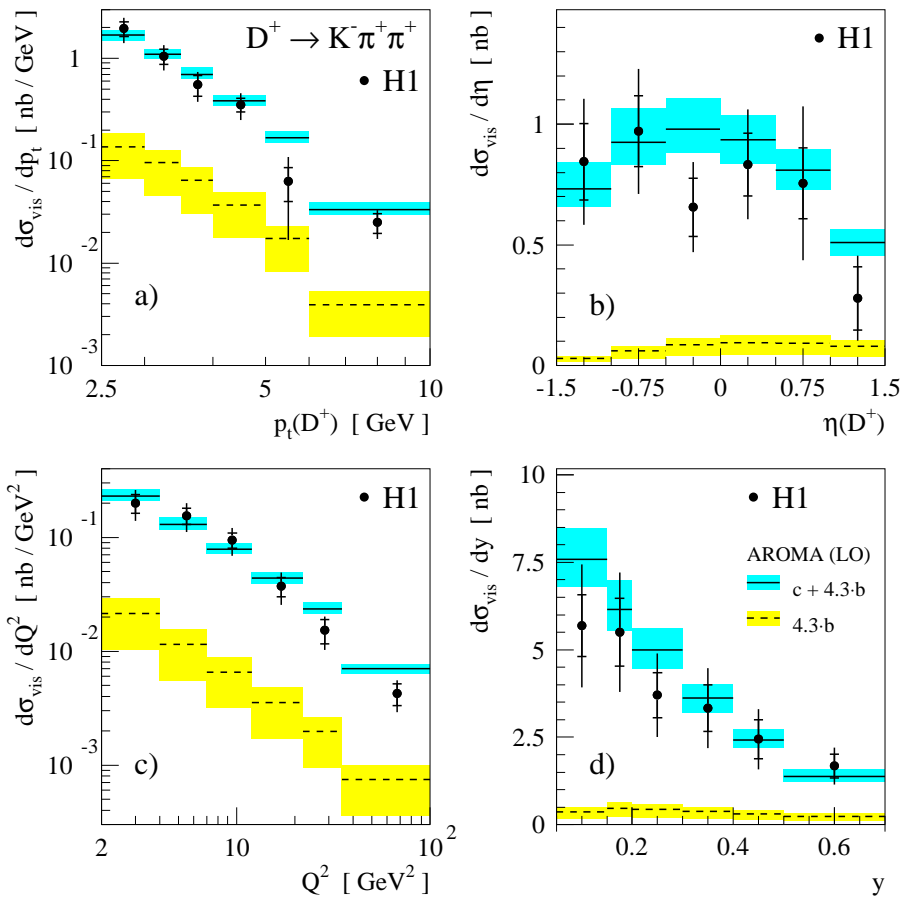 D⁺ → K⁻π⁺π⁺
H1
dσ_vis / dp_t [ nb / GeV ]
1
10⁻¹
10⁻²
10⁻³
a)
2.5 5 10
p_t(D⁺) [ GeV ]
H1
dσ_vis / dη [ nb ]
1
0.5
0
b)
-1.5 -0.75 0 0.75 1.5
η(D⁺)
H1
dσ_vis / dQ² [ nb / GeV² ]
10⁻¹
10⁻²
10⁻³
c)
2 10 10²
Q² [ GeV² ]
H1
dσ_vis / dy [ nb ]
10
7.5
5
2.5
0
AROMA (LO)
c + 4.3·b
4.3·b
d)
0.2 0.4 0.6
y